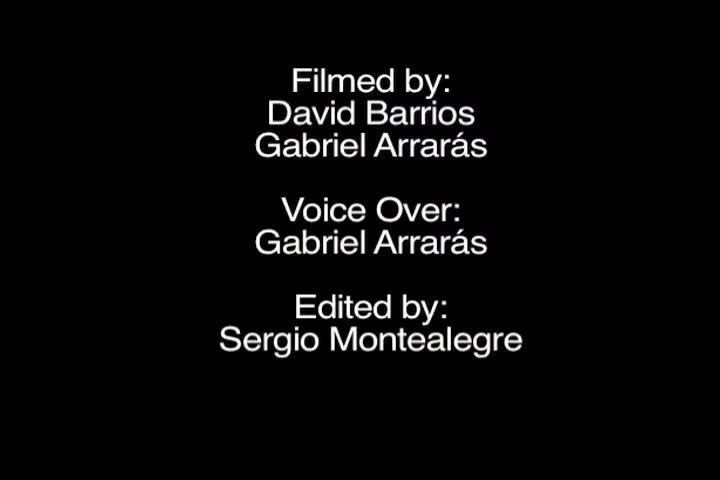 Filmed by:
David Barrios
Gabriel Arrarás
Voice Over:
Gabriel Arrarás
Edited by:
Sergio Montealegre